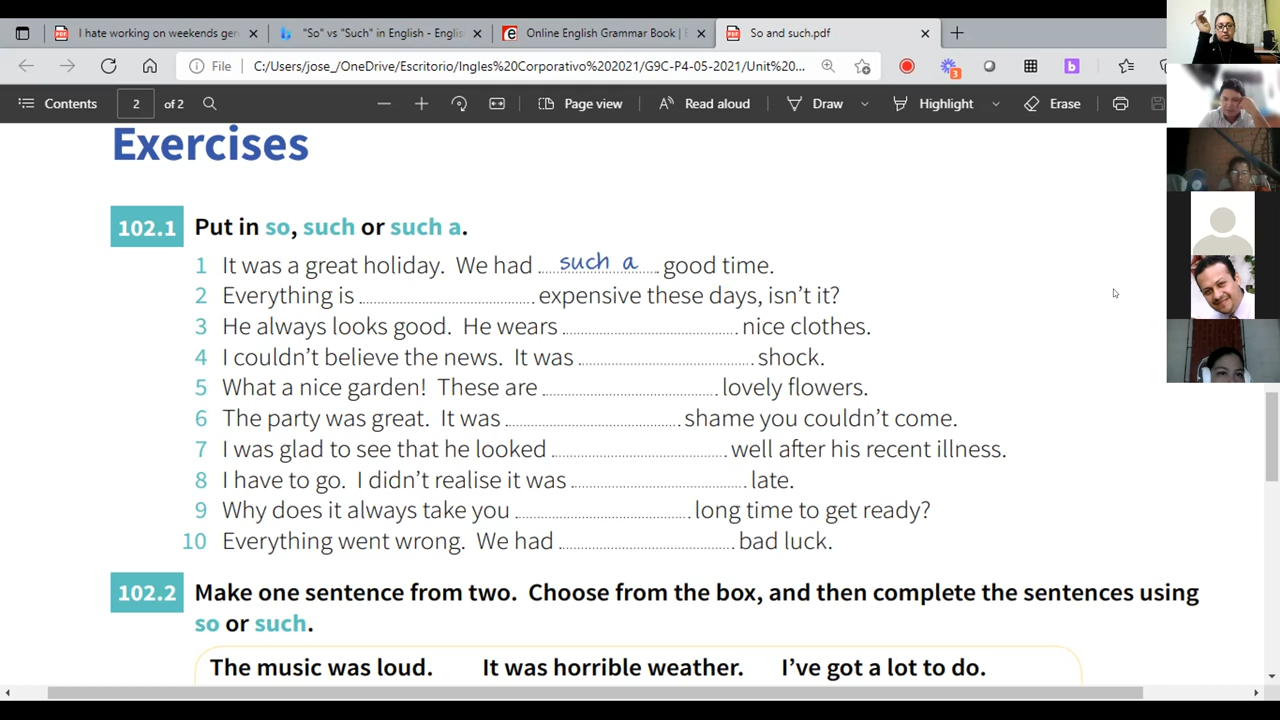 I hate working on weekends ger
"So" vs "Such" in English - Englis
Online English Grammar Book | E
So and such.pdf
File
C:/Users/jose_/OneDrive/Escritorio/Ingles%20Corporativo%202021/G9C-P4-05-2021/Unit%20...
3
Contents
2 of 2
Page view
Read aloud
Draw
Highlight
Erase
Exercises
102.1 Put in so, such or such a.
1 It was a great holiday. We had such a good time.
2 Everything is .................... expensive these days, isn't it?
3 He always looks good. He wears .................... nice clothes.
4 I couldn't believe the news. It was .................... shock.
5 What a nice garden! These are .................... lovely flowers.
6 The party was great. It was .................... shame you couldn't come.
7 I was glad to see that he looked .................... well after his recent illness.
8 I have to go. I didn't realise it was .................... late.
9 Why does it always take you .................... long time to get ready?
10 Everything went wrong. We had .................... bad luck.
102.2 Make one sentence from two. Choose from the box, and then complete the sentences using
so or such.
The music was loud. It was horrible weather. I've got a lot to do.